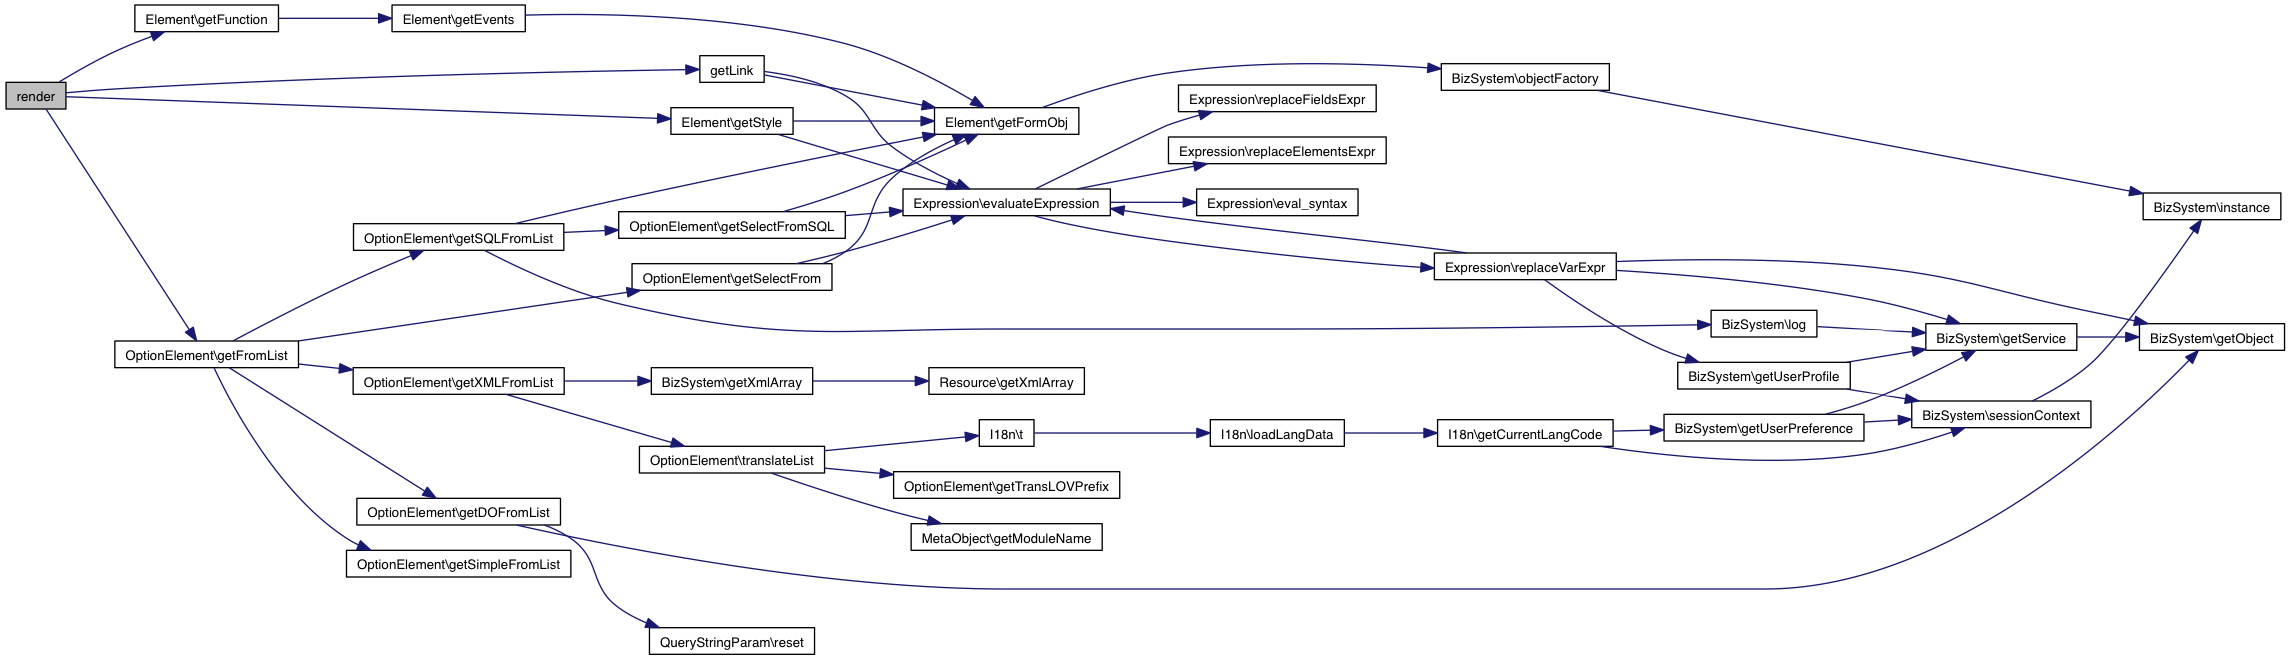 render
Element\getFunction
Element\getEvents
getLink
Element\getStyle
Element\getFormObj
BizSystem\objectFactory
Expression\replaceFieldsExpr
Expression\replaceElementsExpr
Expression\evaluateExpression
Expression\eval_syntax
BizSystem\instance
OptionElement\getSQLFromList
OptionElement\getSelectFromSQL
OptionElement\getSelectFrom
Expression\replaceVarExpr
BizSystem\log
BizSystem\getService
BizSystem\getObject
OptionElement\getFromList
OptionElement\getXMLFromList
BizSystem\getXmlArray
Resource\getXmlArray
BizSystem\getUserProfile
BizSystem\sessionContext
OptionElement\translateList
I18n\t
I18n\loadLangData
I18n\getCurrentLangCode
BizSystem\getUserPreference
OptionElement\getTransLOVPrefix
OptionElement\getDOFromList
MetaObject\getModuleName
OptionElement\getSimpleFromList
QueryStringParam\reset